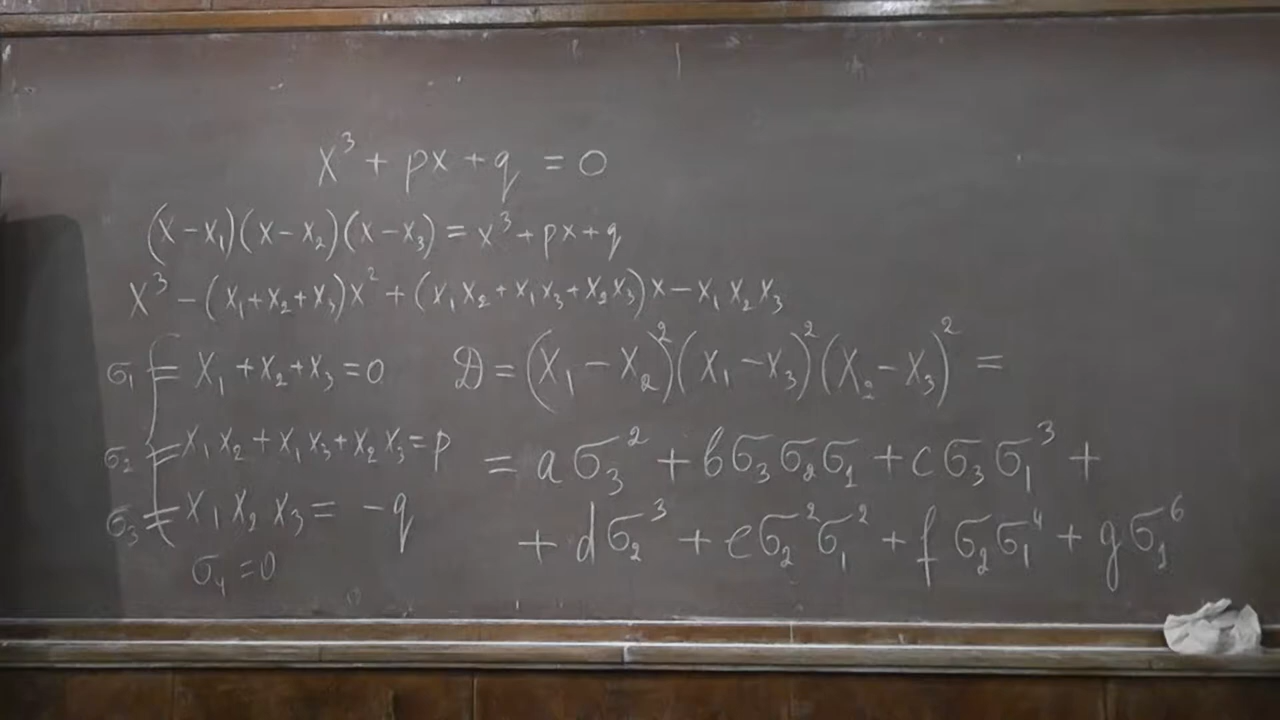 x³ + px + q = 0
(x − x₁)(x − x₂)(x − x₃) = x³ + px + q
x³ − (x₁ + x₂ + x₃)x² + (x₁x₂ + x₁x₃ + x₂x₃)x − x₁x₂x₃
σ₁ = x₁ + x₂ + x₃ = 0
σ₂ = x₁x₂ + x₁x₃ + x₂x₃ = p
σ₃ = x₁x₂x₃ = −q
σ₄ = 0
D = (x₁ − x₂)²(x₁ − x₃)²(x₂ − x₃)² =
= aσ₃² + bσ₃σ₂σ₁ + cσ₃σ₁³ +
+ dσ₂³ + eσ₂²σ₁² + fσ₂σ₁⁴ + gσ₁⁶